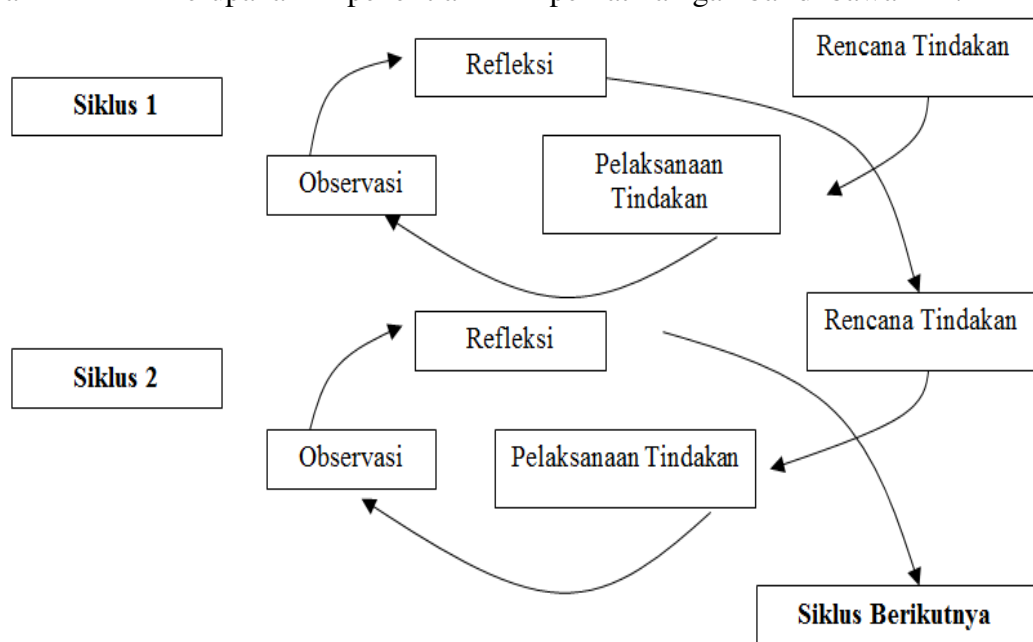 Rencana Tindakan
Refleksi
Siklus 1
Pelaksanaan
Tindakan
Observasi
Rencana Tindakan
Refleksi
Siklus 2
Observasi
Pelaksanaan Tindakan
Siklus Berikutnya